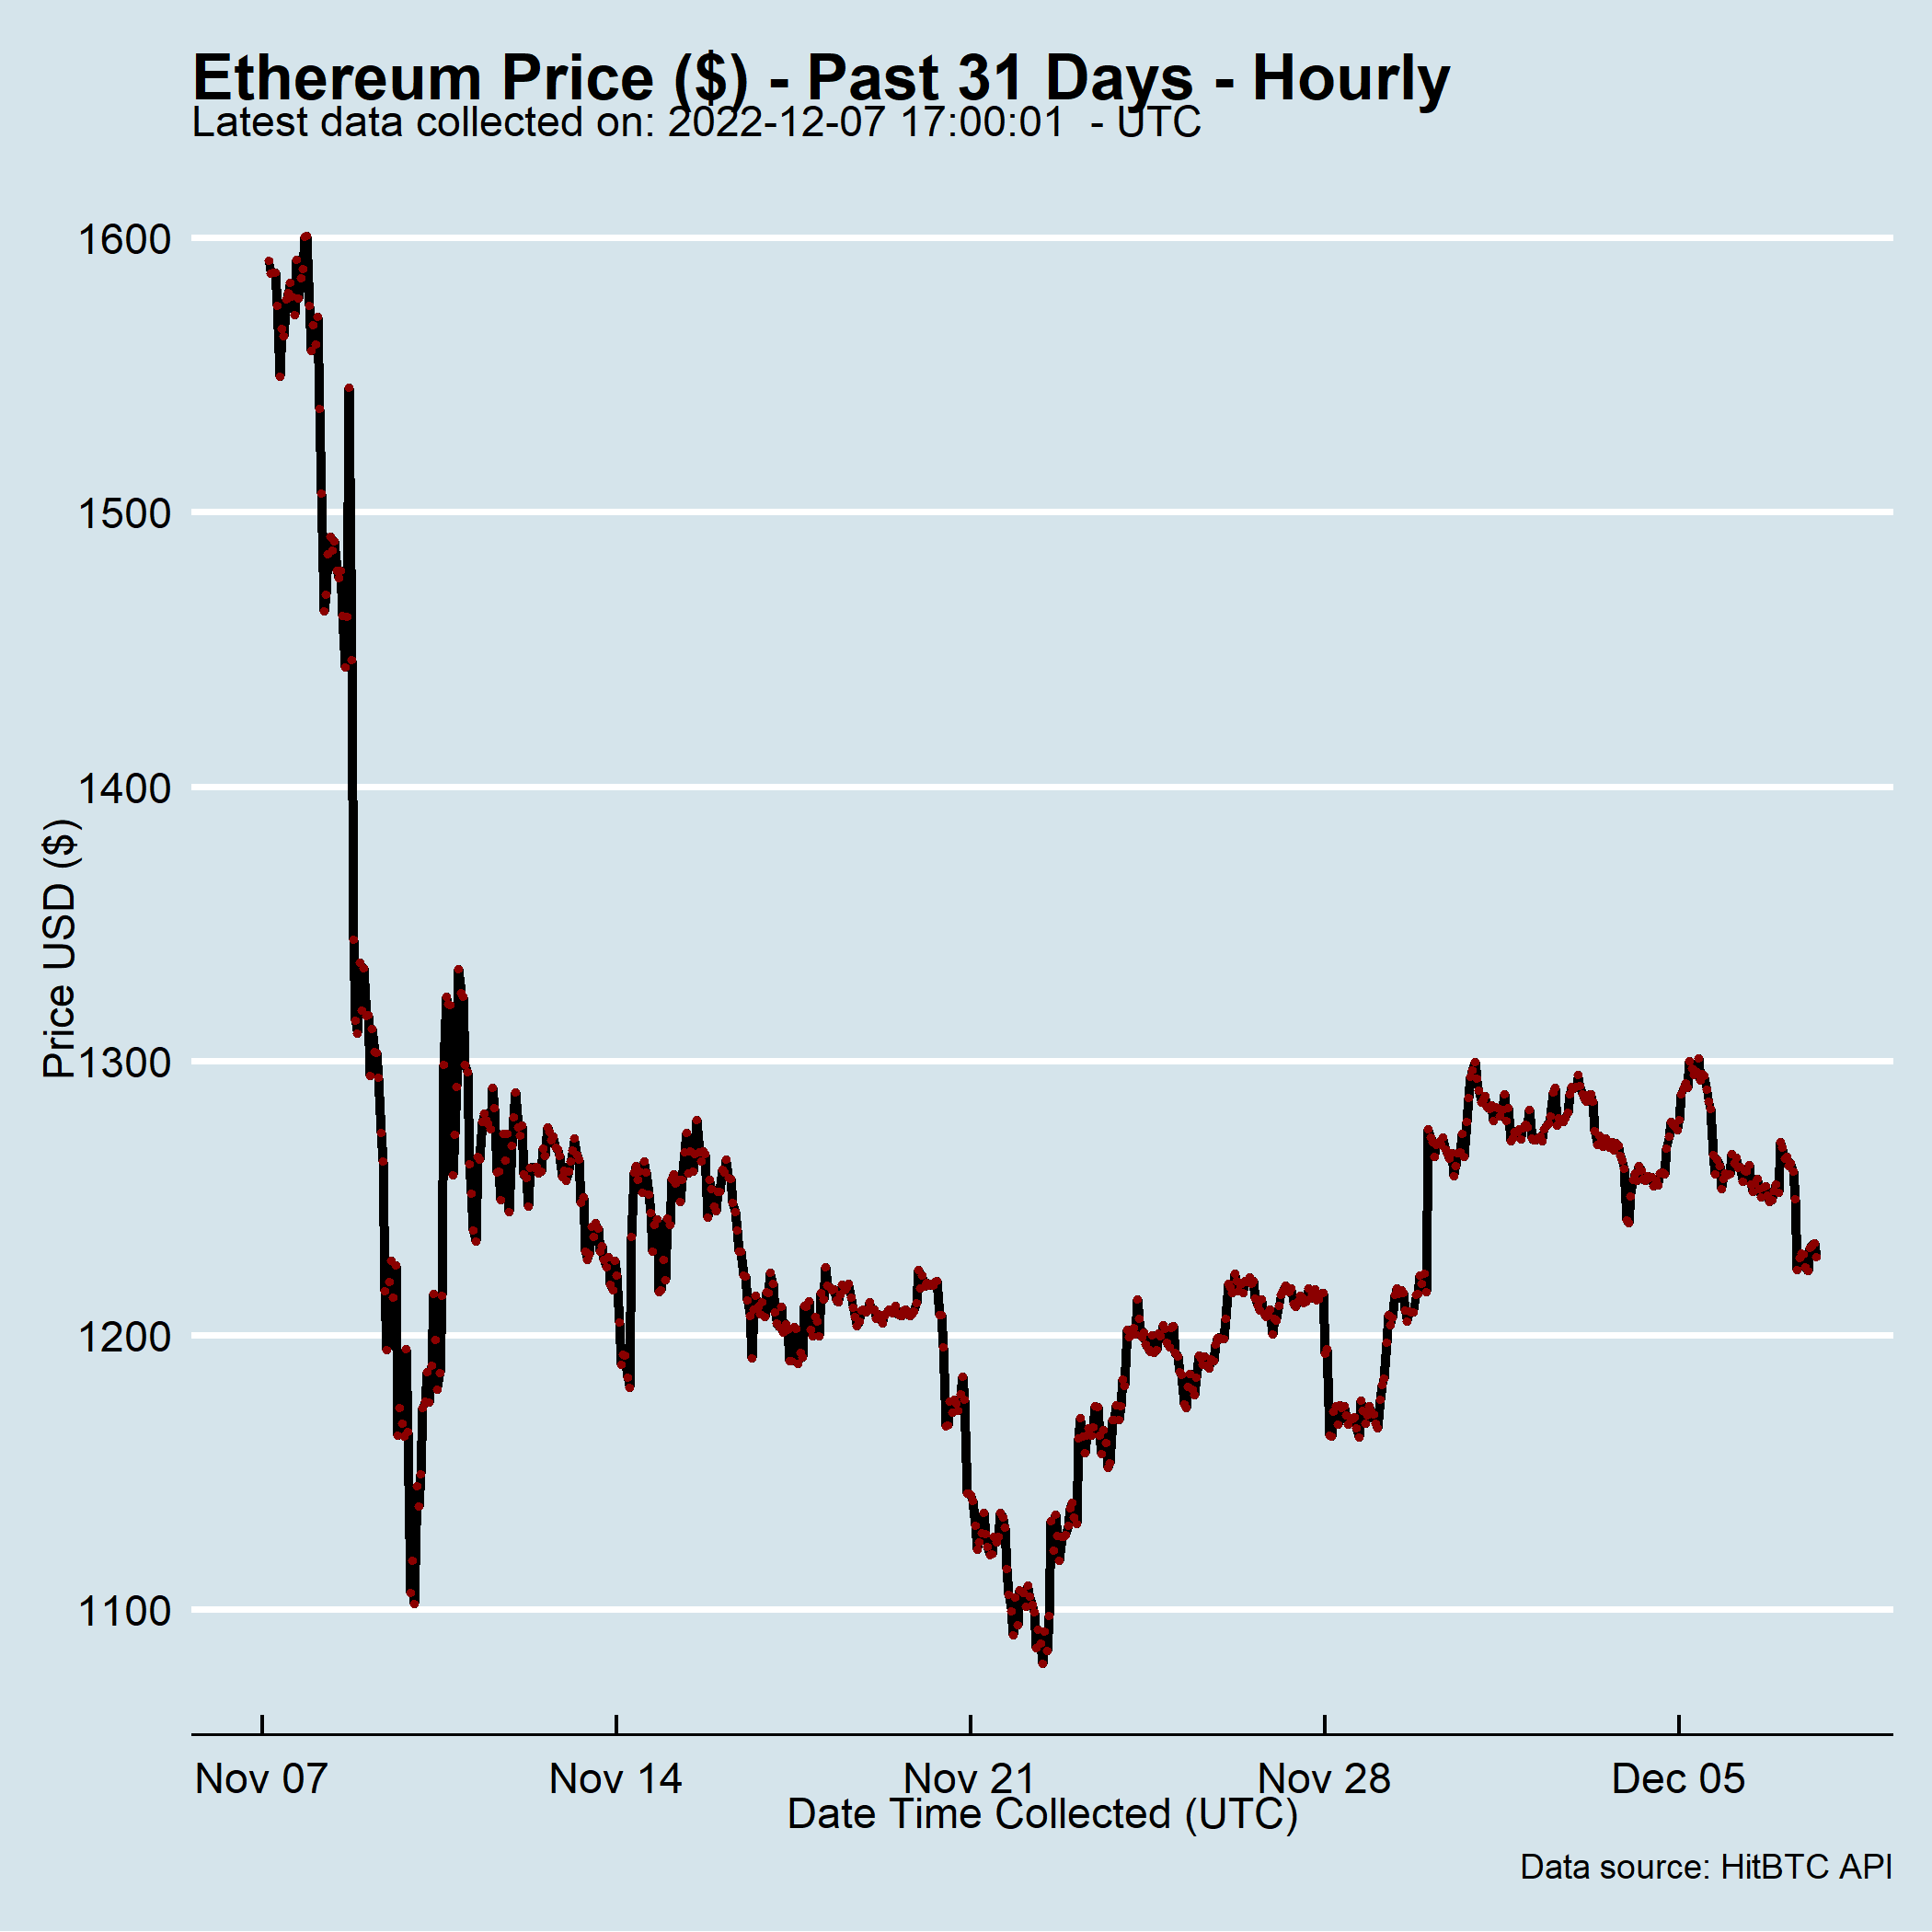 Ethereum Price ($) - Past 31 Days - Hourly
Latest data collected on: 2022-12-07 17:00:01  - UTC
Price USD ($)
1600
1500
1400
1300
1200
1100
Nov 07
Nov 14
Nov 21
Nov 28
Dec 05
Date Time Collected (UTC)
Data source: HitBTC API